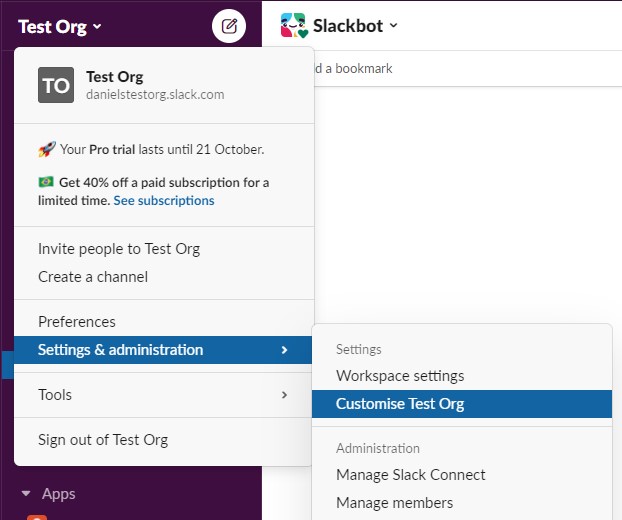 Test Org
Slackbot
TO
Test Org
danielstestorg.slack.com
d a bookmark
Your Pro trial lasts until 21 October.
Get 40% off a paid subscription for a
limited time. See subscriptions
Invite people to Test Org
Create a channel
Preferences
Settings & administration
Tools
Sign out of Test Org
Settings
Workspace settings
Customise Test Org
Administration
Manage Slack Connect
Manage members
Apps